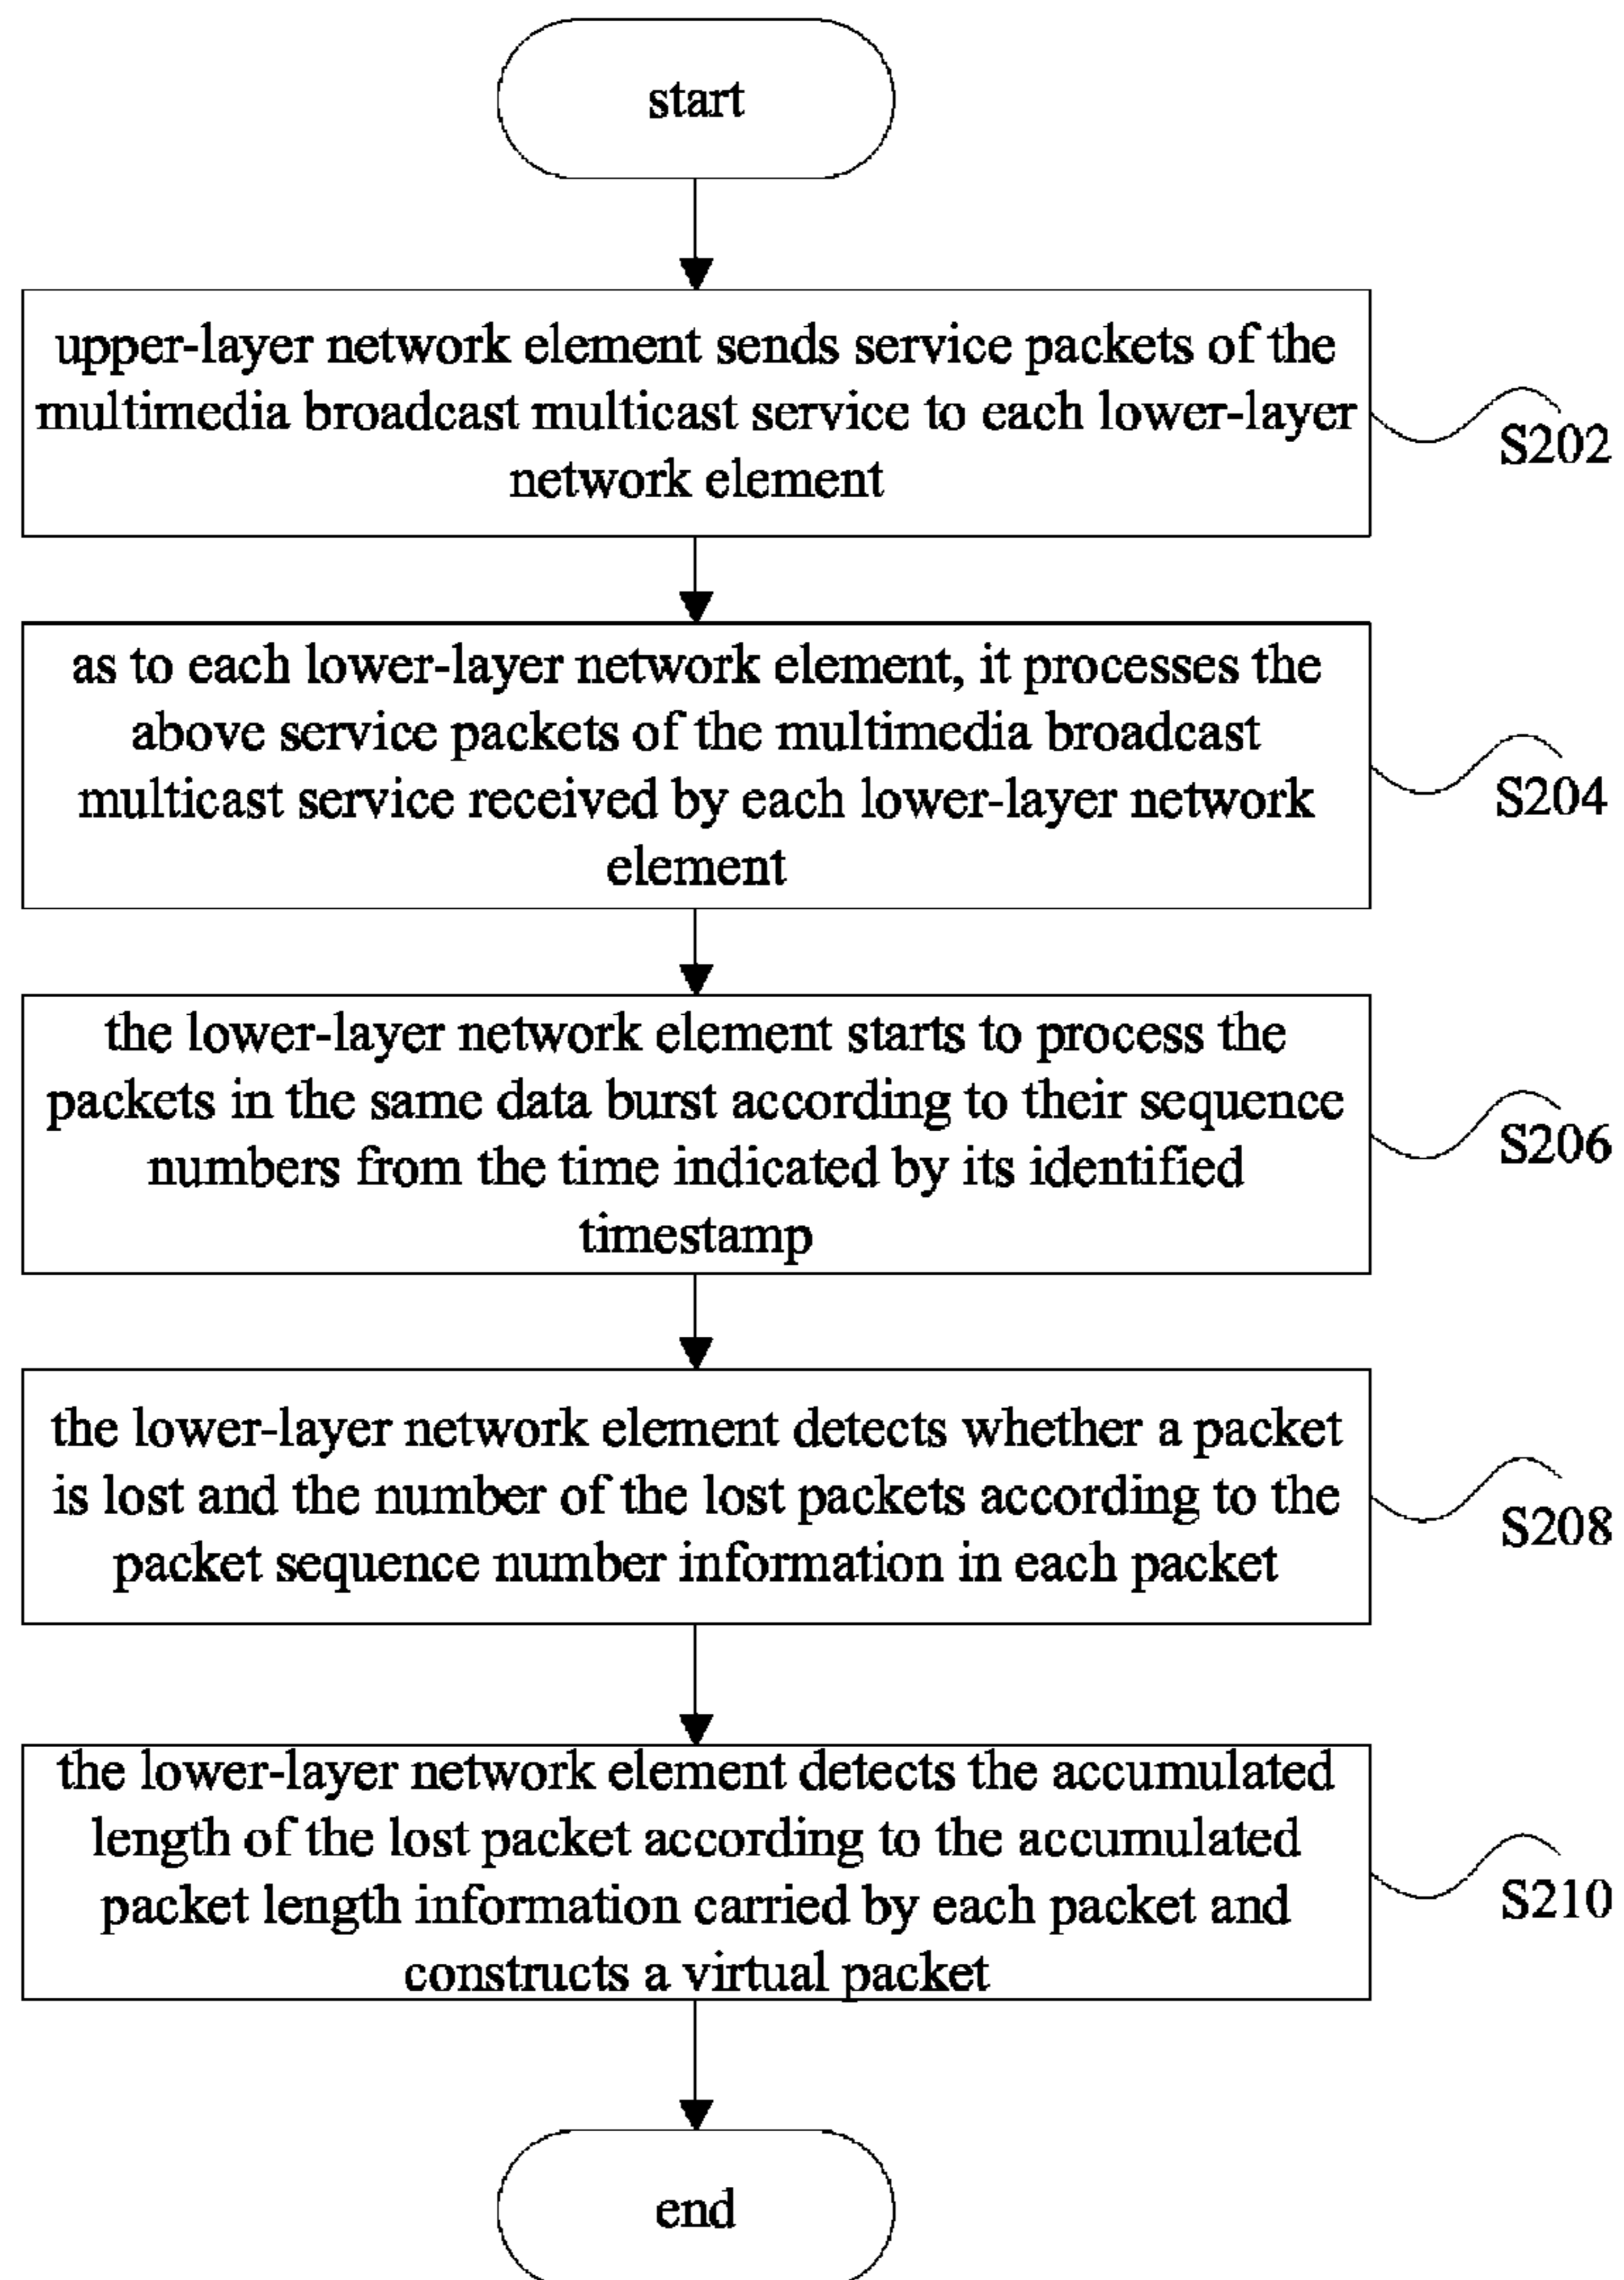 start
upper-layer network element sends service packets of the
multimedia broadcast multicast service to each lower-layer
network element
S202
as to each lower-layer network element, it processes the
above service packets of the multimedia broadcast
multicast service received by each lower-layer network
element
S204
the lower-layer network element starts to process the
packets in the same data burst according to their sequence
numbers from the time indicated by its identified
timestamp
S206
the lower-layer network element detects whether a packet
is lost and the number of the lost packets according to the
packet sequence number information in each packet
S208
the lower-layer network element detects the accumulated
length of the lost packet according to the accumulated
packet length information carried by each packet and
constructs a virtual packet
S210
end